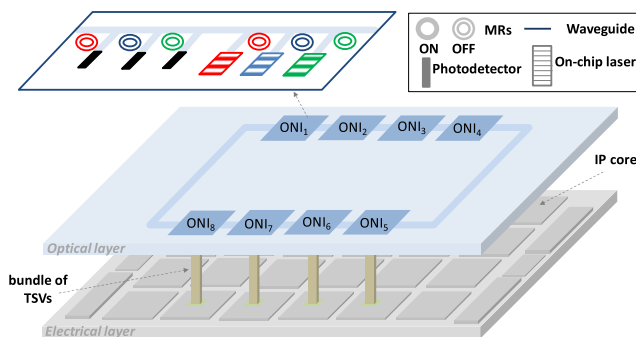 MRs
Waveguide
ON OFF
Photodetector
On-chip laser
ONI1 ONI2 ONI3 ONI4
IP core
ONI8 ONI7 ONI6 ONI5
Optical layer
bundle of
TSVs
Electrical layer